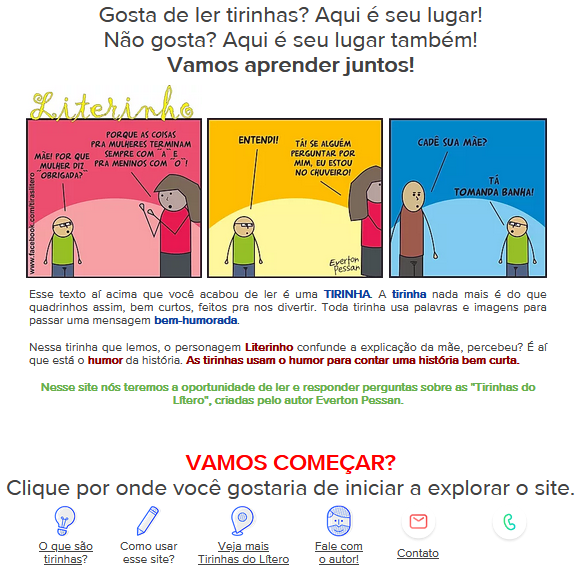 Gosta de ler tirinhas? Aqui é seu lugar!
Não gosta? Aqui é seu lugar também!
Vamos aprender juntos!
Literinho
MÃE! POR QUE
"MULHER DIZ"
"OBRIGADA?"
PORQUE AS COISAS
PRA MULHERES TERMINAM
SEMPRE COM ¨A¨ E
PRA MENINOS COM ¨O¨!
www.facebook.com/tiraslitero
ENTENDI!
TÁ! SE ALGUÉM
PERGUNTAR POR
MIM, EU ESTOU
NO CHUVEIRO!
Everton
Pessan
CADÊ SUA MÃE?
TÁ
TOMANDA BANHA!
Esse texto aí acima que você acabou de ler é uma TIRINHA. A tirinha nada mais é do que
quadrinhos assim, bem curtos, feitos pra nos divertir. Toda tirinha usa palavras e imagens para
passar uma mensagem bem-humorada.
Nessa tirinha que lemos, o personagem Literinho confunde a explicação da mãe, percebeu? É aí
que está o humor da história. As tirinhas usam o humor para contar uma história bem curta.
Nesse site nós teremos a oportunidade de ler e responder perguntas sobre as "Tirinhas do
Lítero", criadas pelo autor Everton Pessan.
VAMOS COMEÇAR?
Clique por onde você gostaria de iniciar a explorar o site.
O que são
tirinhas?
Como usar
esse site?
Veja mais
Tirinhas do Lítero
Fale com
o autor!
Contato